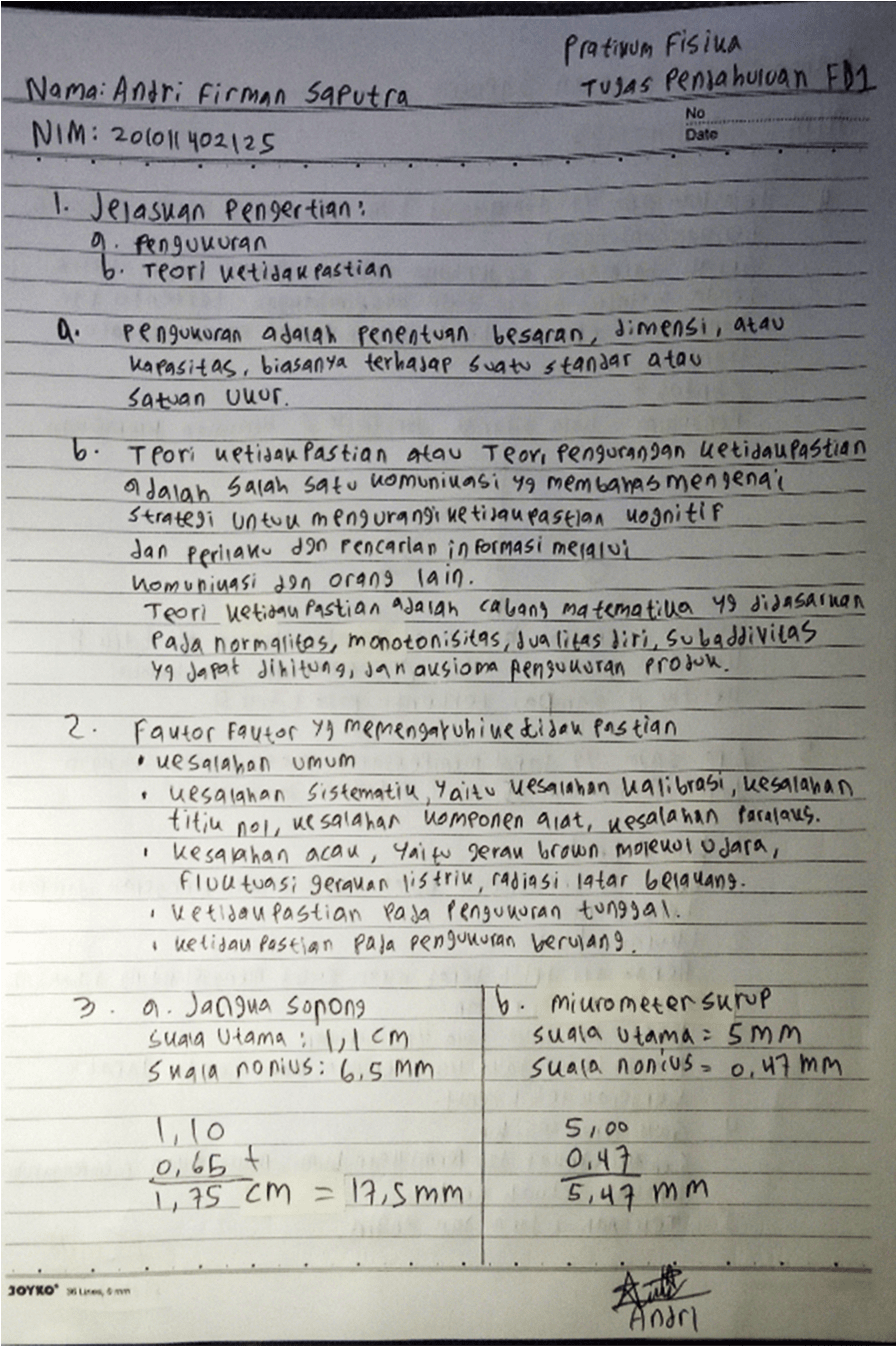 Pratikum Fisika
Nama: Andri Firman Saputra
Tugas Pendahuluan FD1
NIM: 201011402125
No
Date
1. Jelaskan Pengertian:
a. Pengukuran
b. Teori ketidakpastian
a. Pengukuran adalah penentuan besaran, dimensi, atau
kapasitas, biasanya terhadap suatu standar atau
satuan ukur.
b. Teori ketidakpastian atau Teori pengurangan ketidakpastian
adalah salah satu komunikasi yg membahas mengenai
strategi untuk mengurangi ketidakpastian kognitif
dan perilaku dgn pencarian informasi melalui
komunikasi dgn orang lain.
Teori ketidakpastian adalah cabang matematika yg didasarkan
pada normalitas, monotonisitas, dualitas diri, subaddivitas
yg dapat dihitung, dan aksioma pengukuran produk.
2. Faktor Faktor yg memengaruhi ketidak pastian
• kesalahan umum
• kesalahan sistematik, yaitu kesalahan kalibrasi, kesalahan
titik nol, kesalahan komponen alat, kesalahan paralaks.
• kesalahan acak, yaitu gerak brown molekul udara,
fluktuasi gerakan listrik, radiasi latar belakang.
• ketidakpastian pada pengukuran tunggal.
• ketidakpastian pada pengukuran berulang.
3. a. Jangka Sopong
skala utama : 1,1 cm
skala nonius : 6,5 mm
1,10
0,65 +
1,75 cm = 17,5 mm
b. mikrometer sukup
skala utama = 5 mm
skala nonius = 0,47 mm
5,00
0,47
5,47 mm
JOYKO® 36 Lines, 6 mm
Andri